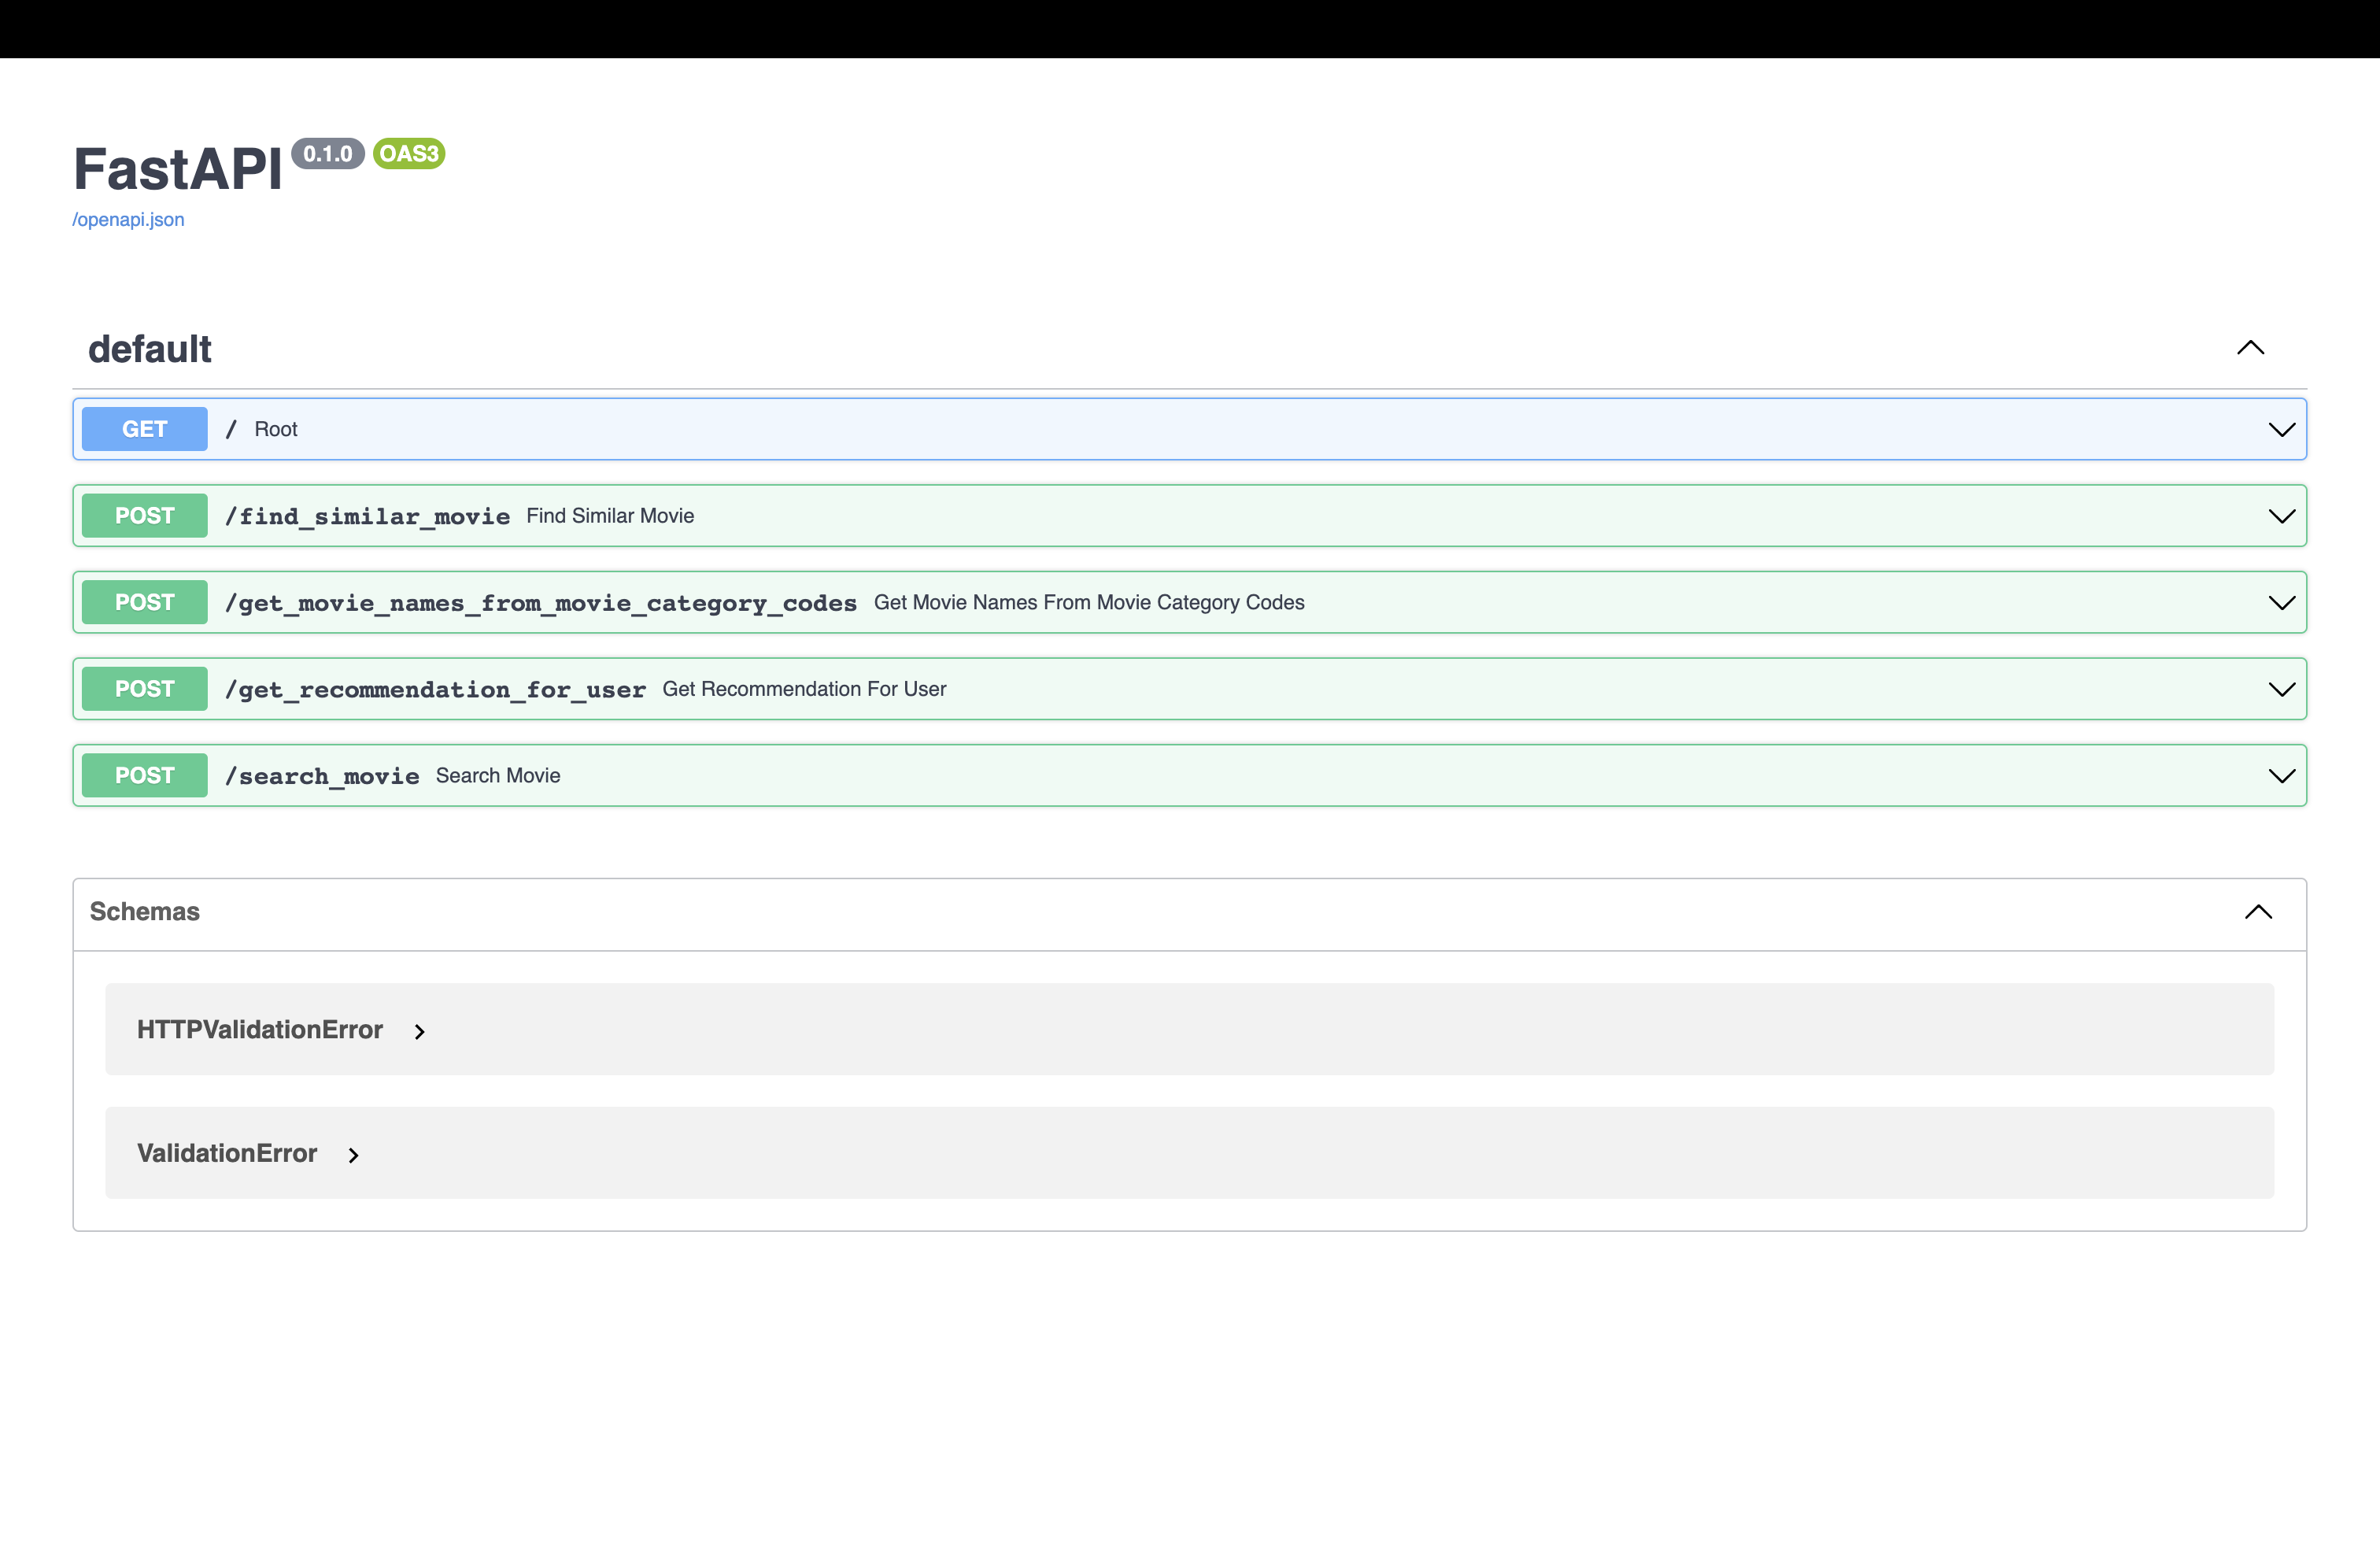 FastAPI 0.1.0 OAS3
/openapi.json
default
GET / Root
POST /find_similar_movie Find Similar Movie
POST /get_movie_names_from_movie_category_codes Get Movie Names From Movie Category Codes
POST /get_recommendation_for_user Get Recommendation For User
POST /search_movie Search Movie
Schemas
HTTPValidationError
ValidationError